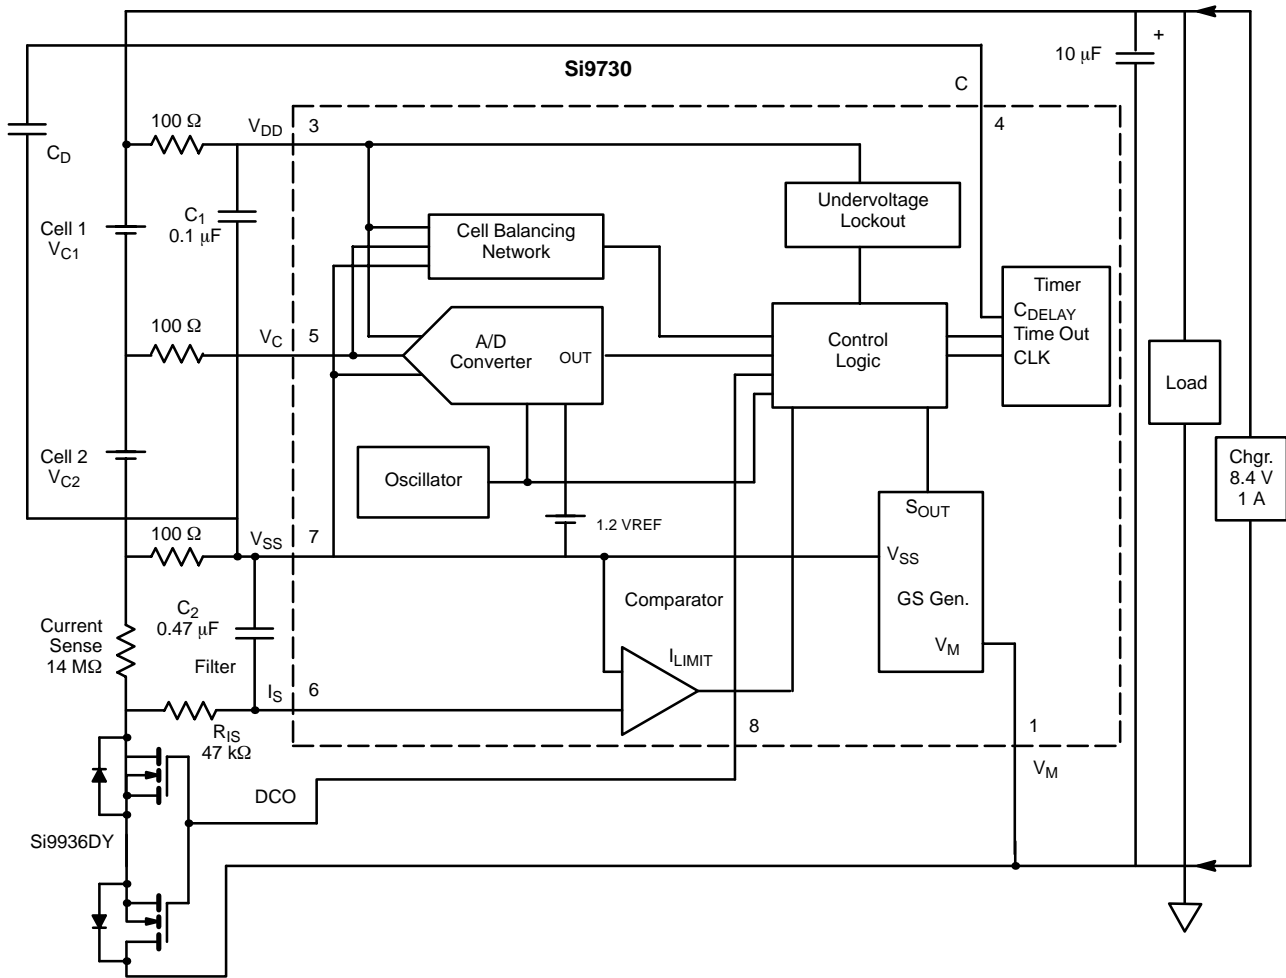 +
10 μF
Si9730
C
100 Ω
VDD
3
4
CD
Undervoltage
Lockout
Cell 1
VC1
C1
0.1 μF
Cell Balancing
Network
Timer
CDELAY
Time Out
CLK
100 Ω
VC
5
A/D
Converter
OUT
Control
Logic
Load
Cell 2
VC2
Oscillator
Chgr.
8.4 V
1 A
1.2 VREF
SOUT
100 Ω
VSS
7
VSS
GS Gen.
VM
Comparator
C2
0.47 μF
Current
Sense
14 MΩ
Filter
ILIMIT
IS
6
RIS
47 kΩ
8
1
VM
DCO
Si9936DY